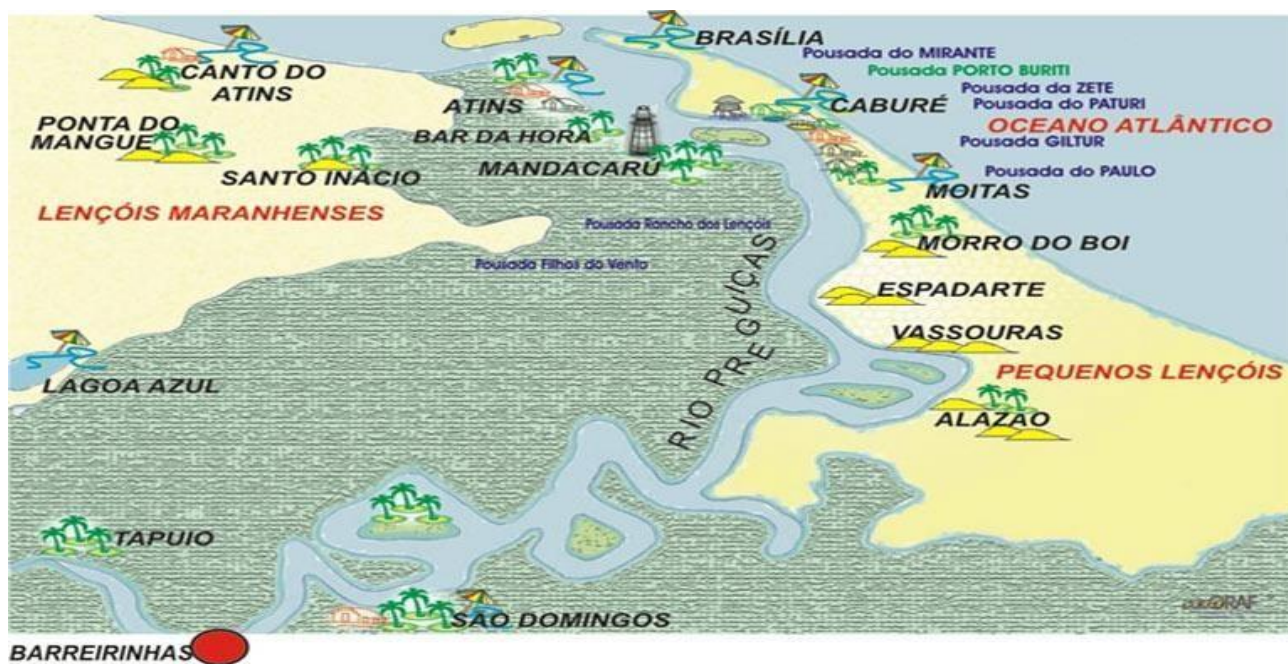 BRASÍLIA
Pousada do MIRANTE
Pousada PORTO BURITI
CANTO DO
ATINS
Pousada da ZETE
ATINS
CABURÉ
Pousada do PATURI
PONTA DO
MANGUE
BAR DA HORA
OCEANO ATLÂNTICO
Pousada GILTUR
SANTO INÁCIO
MANDACARÚ
Pousada do PAULO
MOITAS
LENÇÓIS MARANHENSES
Pousada Rancho dos Lençóis
MORRO DO BOI
Pousada Filhos do Vento
ESPADARTE
RIO PREGUIÇAS
VASSOURAS
LAGOA AZUL
PEQUENOS LENÇÓIS
ALAZAO
TAPUIO
SAO DOMINGOS
BARREIRINHAS